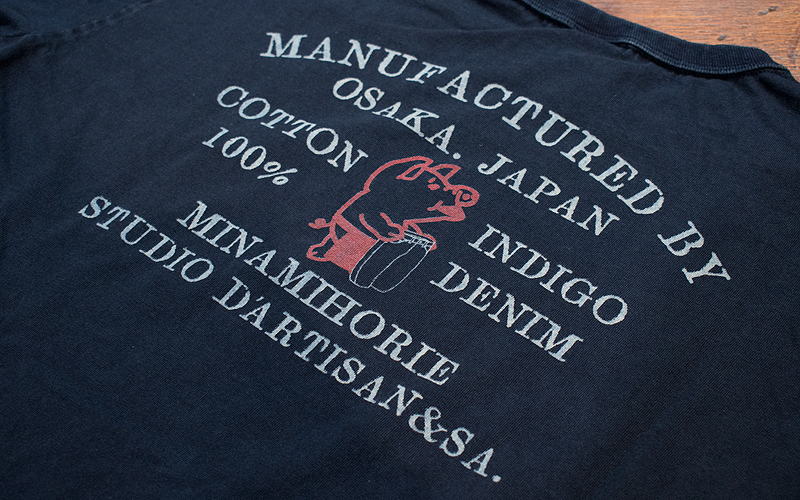 MANUFACTURED BY
OSAKA. JAPAN
COTTON
100%
INDIGO
DENIM
MINAMIHORIE
STUDIO D'ARTISAN&SA.